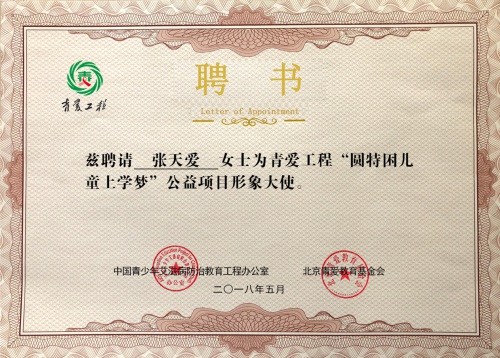 青爱工程
聘书
Letter of Appointment
兹聘请 张天爱 女士为青爱工程“圆特困儿
童上学梦”公益项目形象大使。
中国青少年艾滋病防治教育工程办公室 北京青爱教育基金会
二〇一八年五月